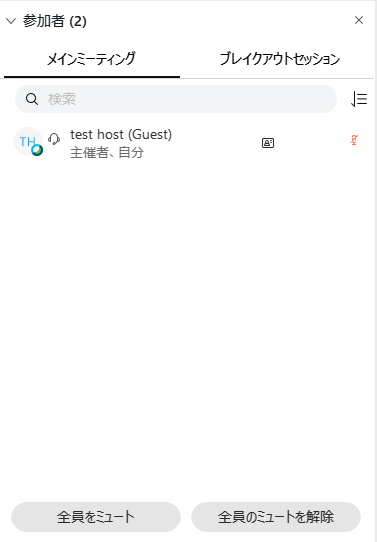 参加者 (2)
メインミーティング
ブレイクアウトセッション
検索
TH
test host (Guest)
主催者、自分
全員をミュート
全員のミュートを解除